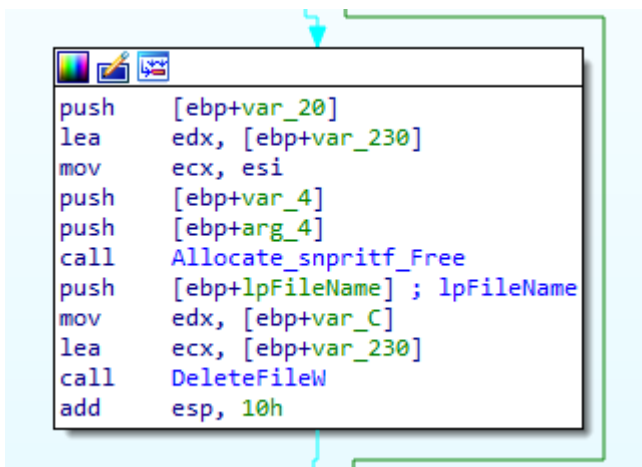 push [ebp+var_20]
lea edx, [ebp+var_230]
mov ecx, esi
push [ebp+var_4]
push [ebp+arg_4]
call Allocate_snpritf_Free
push [ebp+lpFileName] ; lpFileName
mov edx, [ebp+var_C]
lea ecx, [ebp+var_230]
call DeleteFileW
add esp, 10h